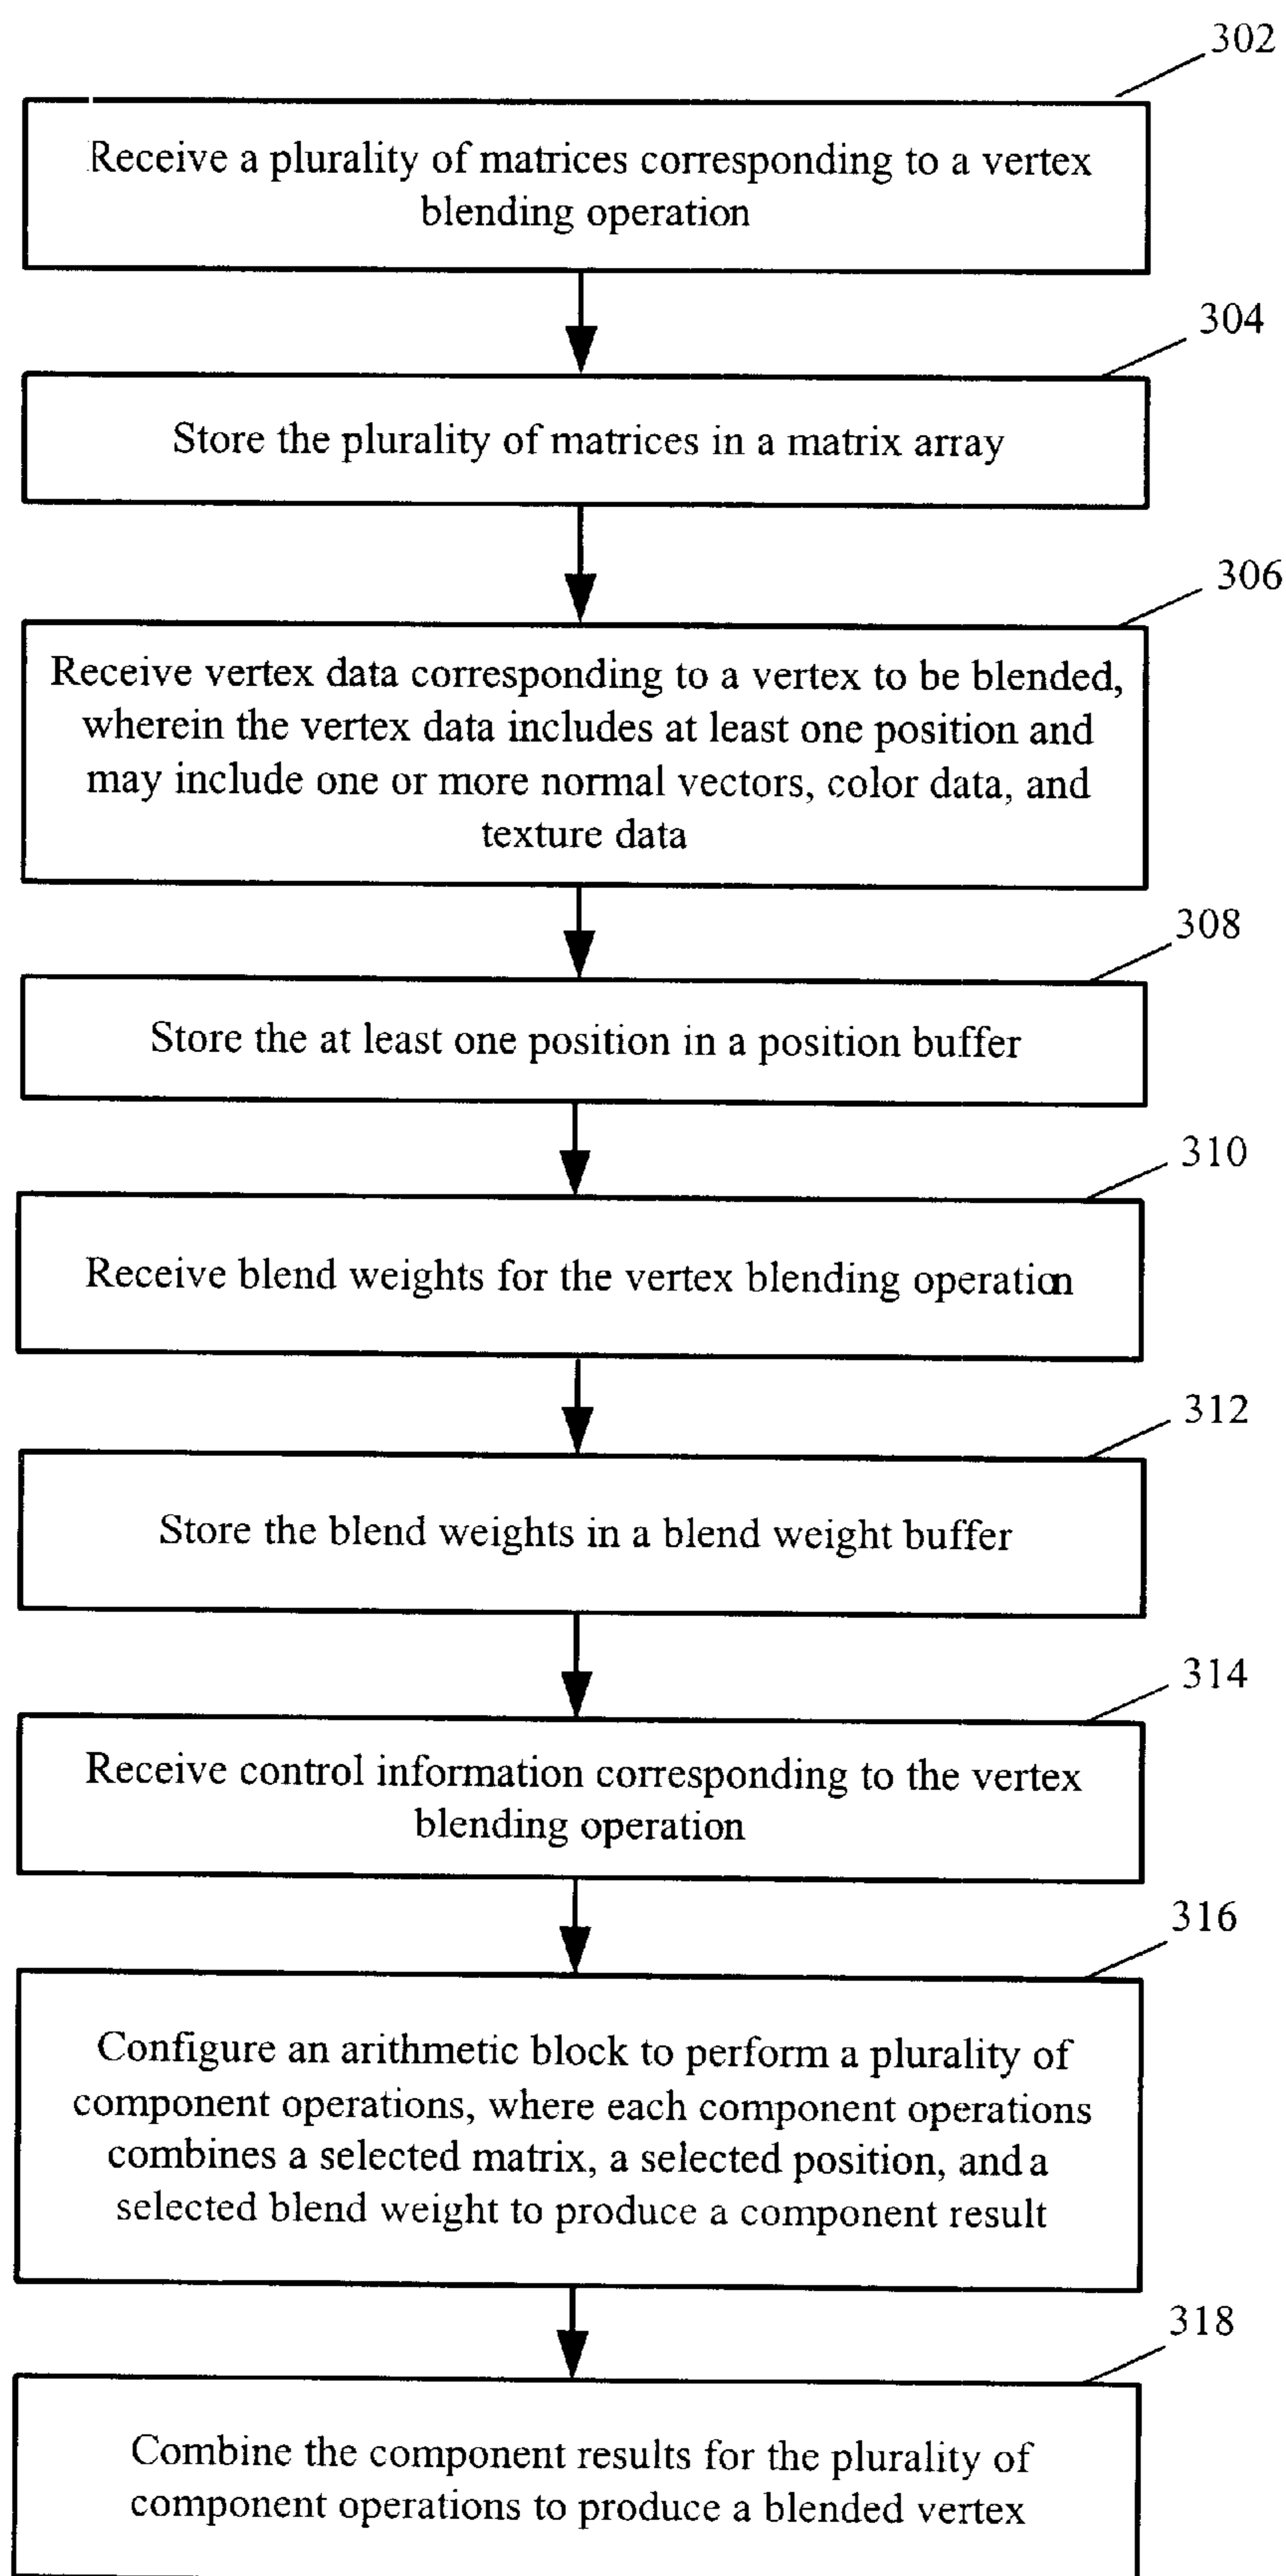 302
Receive a plurality of matrices corresponding to a vertex
blending operation
304
Store the plurality of matrices in a matrix array
306
Receive vertex data corresponding to a vertex to be blended,
wherein the vertex data includes at least one position and
may include one or more normal vectors, color data, and
texture data
308
Store the at least one position in a position buffer
310
Receive blend weights for the vertex blending operation
312
Store the blend weights in a blend weight buffer
314
Receive control information corresponding to the vertex
blending operation
316
Configure an arithmetic block to perform a plurality of
component operations, where each component operations
combines a selected matrix, a selected position, and a
selected blend weight to produce a component result
318
Combine the component results for the plurality of
component operations to produce a blended vertex